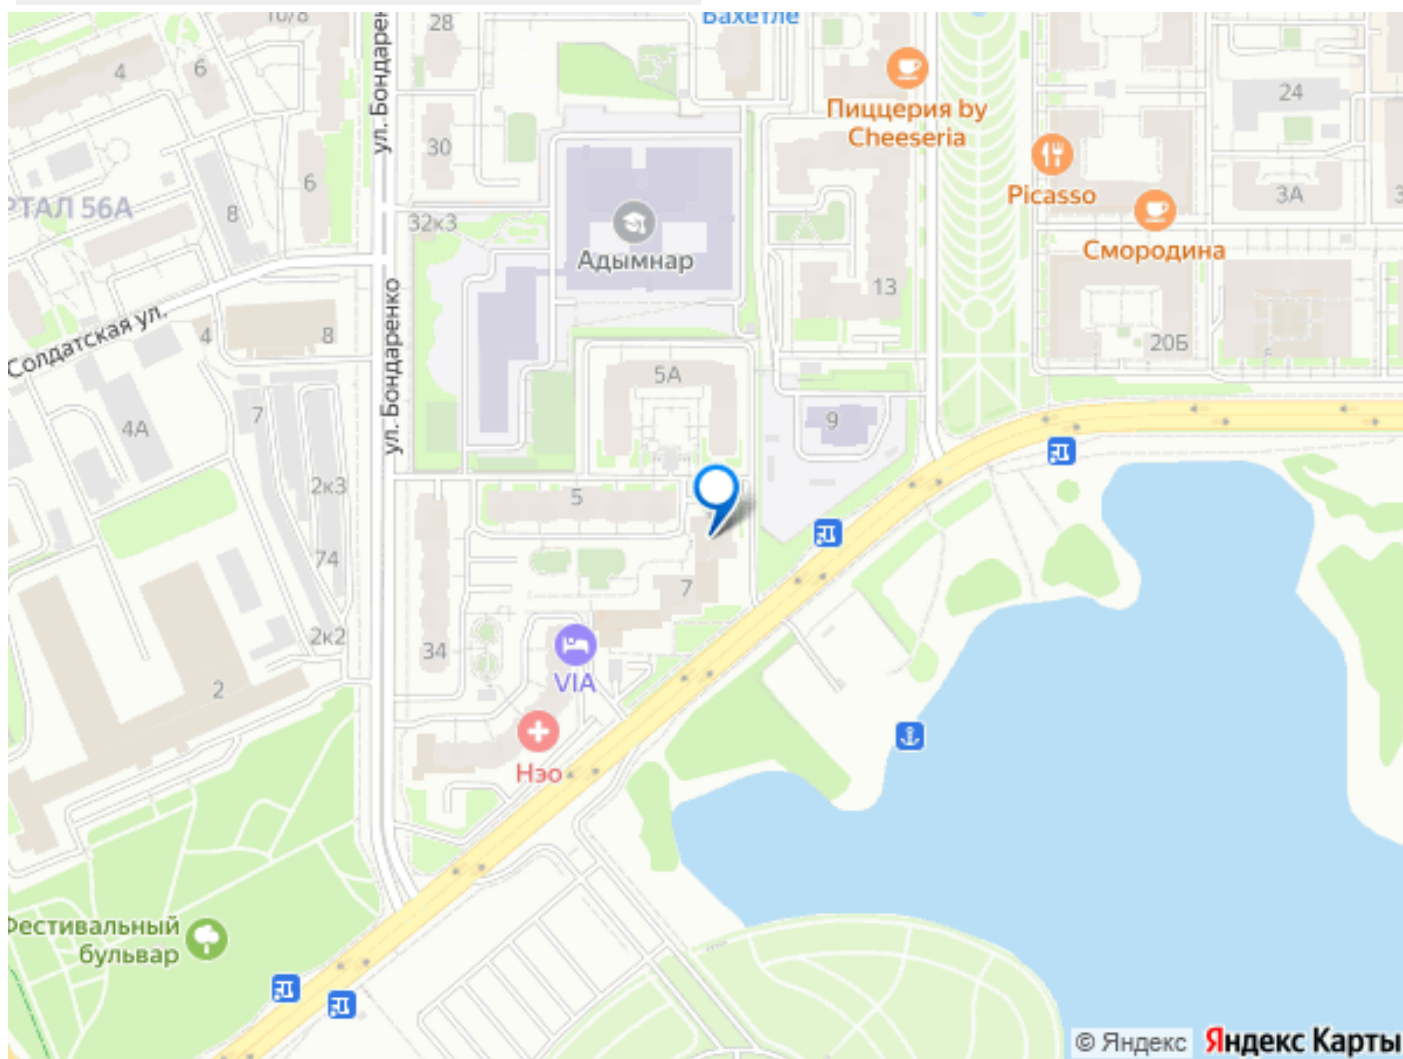 10/8
28
Бахетле
4
6
ул. Бондаренко
Пиццерия by
Cheeseria
24
30
Picasso
6
3А
РТАЛ 56А
8
32к3
Смородина
Адымнар
13
Солдатская ул.
4
8
ул. Бондаренко
20Б
5А
4А
7
9
2к3
5
74
7
2к2
34
VIA
2
Нэо
Фестивальный
бульвар
© Яндекс Яндекс Карты